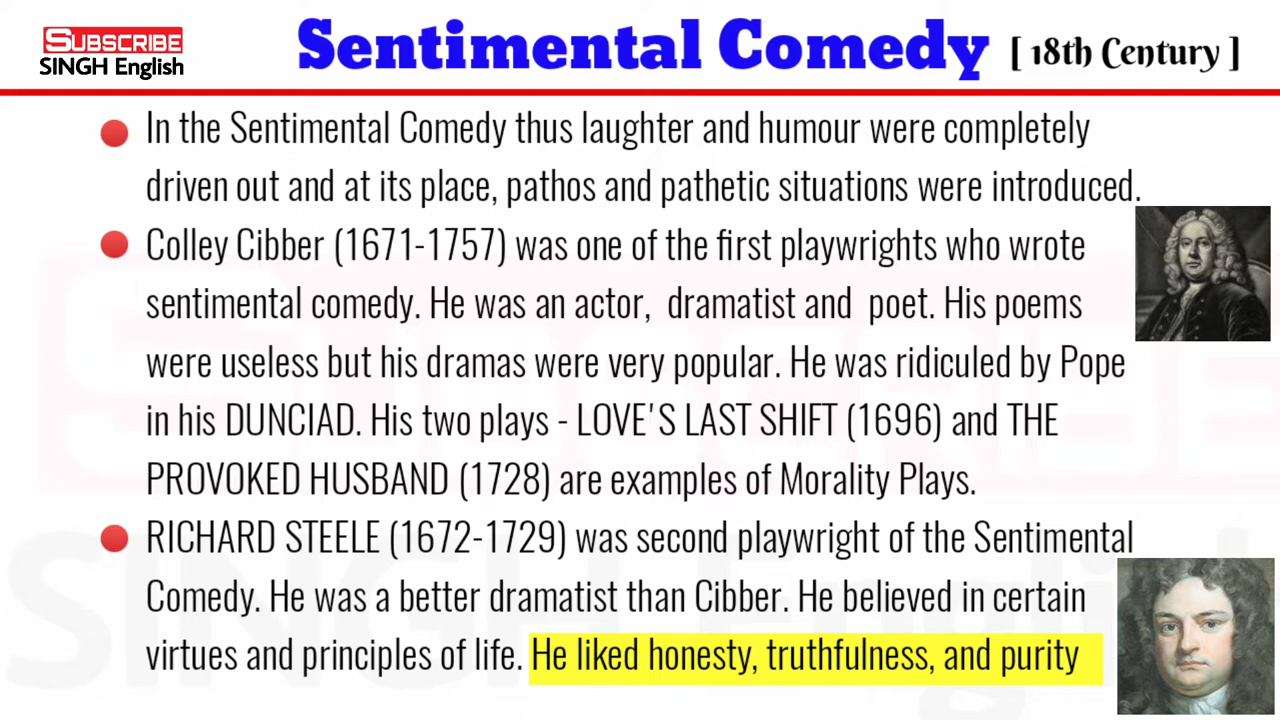 SUBSCRIBE
SINGH English
Sentimental Comedy [ 18th Century ]
In the Sentimental Comedy thus laughter and humour were completely
driven out and at its place, pathos and pathetic situations were introduced.
Colley Cibber (1671-1757) was one of the first playwrights who wrote
sentimental comedy. He was an actor, dramatist and poet. His poems
were useless but his dramas were very popular. He was ridiculed by Pope
in his DUNCIAD. His two plays - LOVE'S LAST SHIFT (1696) and THE
PROVOKED HUSBAND (1728) are examples of Morality Plays.
RICHARD STEELE (1672-1729) was second playwright of the Sentimental
Comedy. He was a better dramatist than Cibber. He believed in certain
virtues and principles of life. He liked honesty, truthfulness, and purity